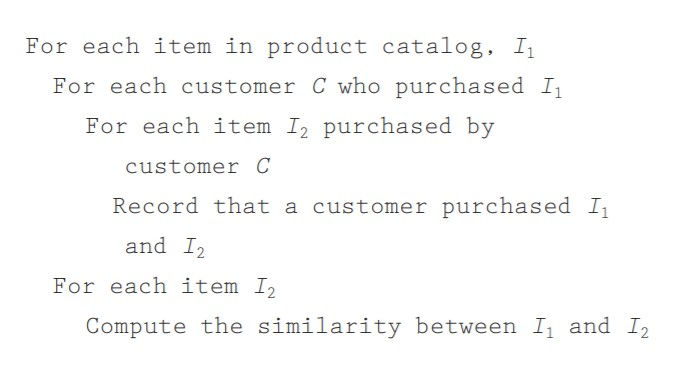 For each item in product catalog, I₁
For each customer C who purchased I₁
For each item I₂ purchased by
customer C
Record that a customer purchased I₁
and I₂
For each item I₂
Compute the similarity between I₁ and I₂